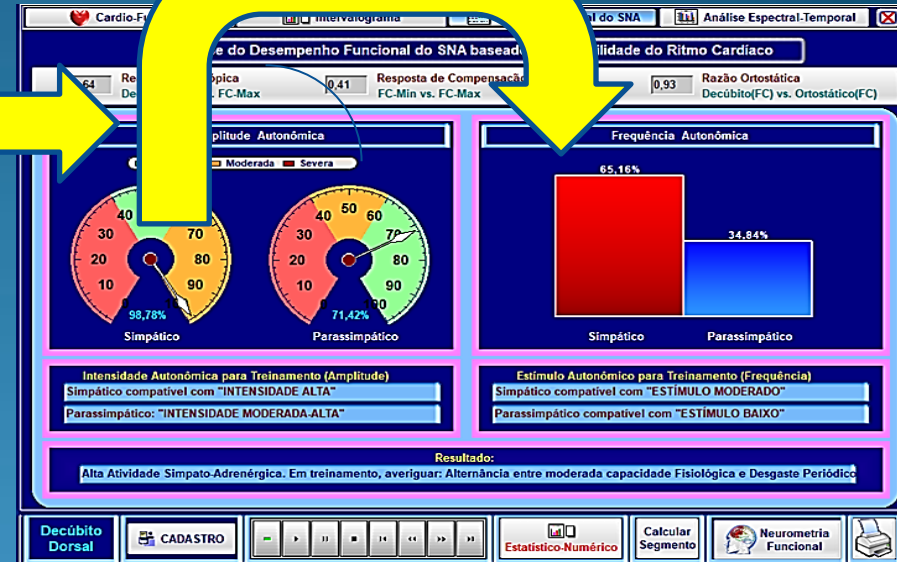 Cardio-Fu
Intervalograma
al do SNA
Análise Espectral-Temporal
e do Desempenho Funcional do SNA basead ilidade do Ritmo Cardíaco
64
Re ópica
De FC-Max
0,41
Resposta de Compensação
FC-Min vs. FC-Max
0,93
Razão Ortostática
Decúbito(FC) vs. Ortostático(FC)
plitude Autonômica
Moderada Severa
40 70 30 80 20 90 10
98,78%
Simpático
50 40 60 30 70 20 80 10 90
71,42%
Parassimpático
Frequência Autonômica
65,16%
34,84%
Simpático
Parassimpático
Intensidade Autonômica para Treinamento (Amplitude)
Simpático compatível com "INTENSIDADE ALTA"
Parassimpático: "INTENSIDADE MODERADA-ALTA"
Estímulo Autonômico para Treinamento (Frequência)
Simpático compatível com "ESTÍMULO MODERADO"
Parassimpático compatível com "ESTÍMULO BAIXO"
Resultado:
Alta Atividade Simpato-Adrenérgica. Em treinamento, averiguar: Alternância entre moderada capacidade Fisiológica e Desgaste Periódico
Decúbito
Dorsal
CADASTRO
Estatístico-Numérico
Calcular
Segmento
Neurometria
Funcional